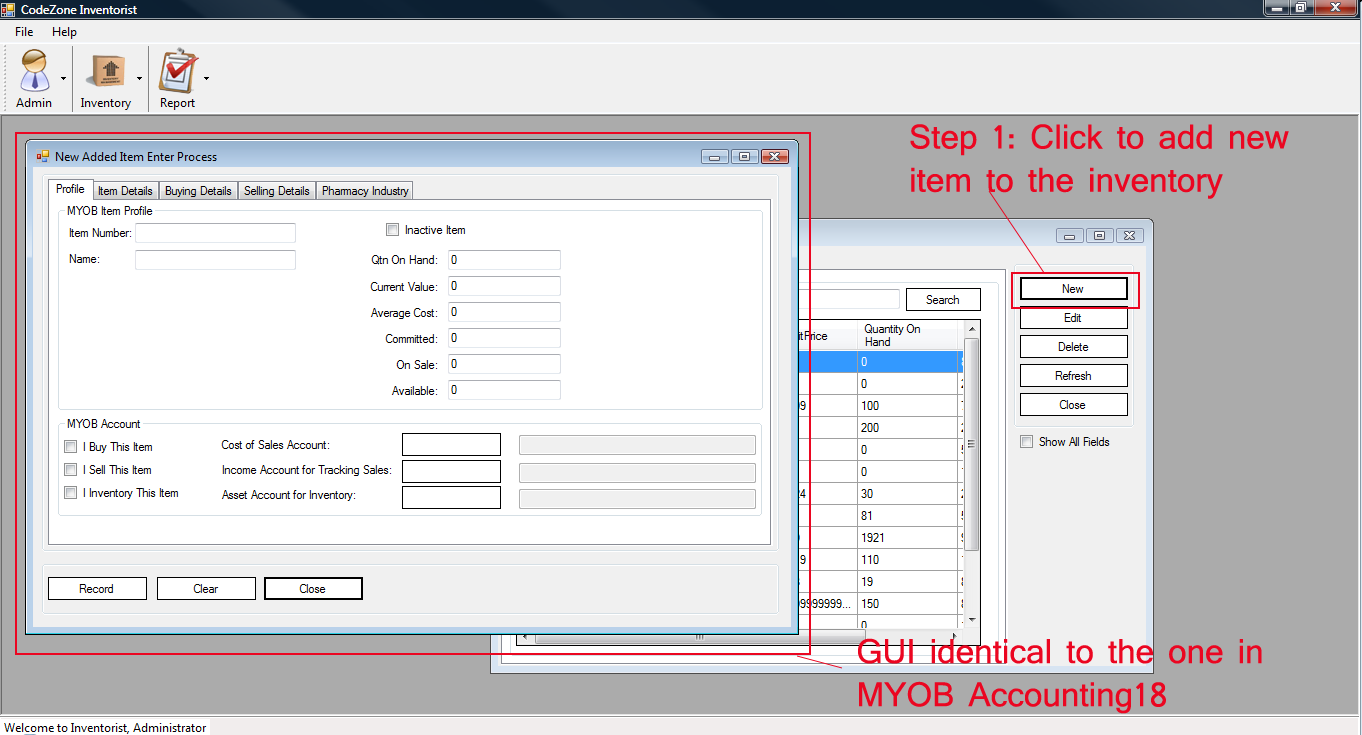 CodeZone Inventorist
File Help
Admin Inventory Report
Step 1: Click to add new
item to the inventory
New Added Item Enter Process
Profile Item Details Buying Details Selling Details Pharmacy Industry
MYOB Item Profile
Item Number:
Name:
Inactive Item
Qtn On Hand: 0
Current Value: 0
Average Cost: 0
Committed: 0
On Sale: 0
Available: 0
MYOB Account
I Buy This Item
I Sell This Item
I Inventory This Item
Cost of Sales Account:
Income Account for Tracking Sales:
Asset Account for Inventory:
Record Clear Close
Search
Quantity On
Hand
0
0
100
200
0
0
30
81
1921
110
19
99999999... 150
0
New
Edit
Delete
Refresh
Close
Show All Fields
GUI identical to the one in
MYOB Accounting18
Welcome to Inventorist, Administrator